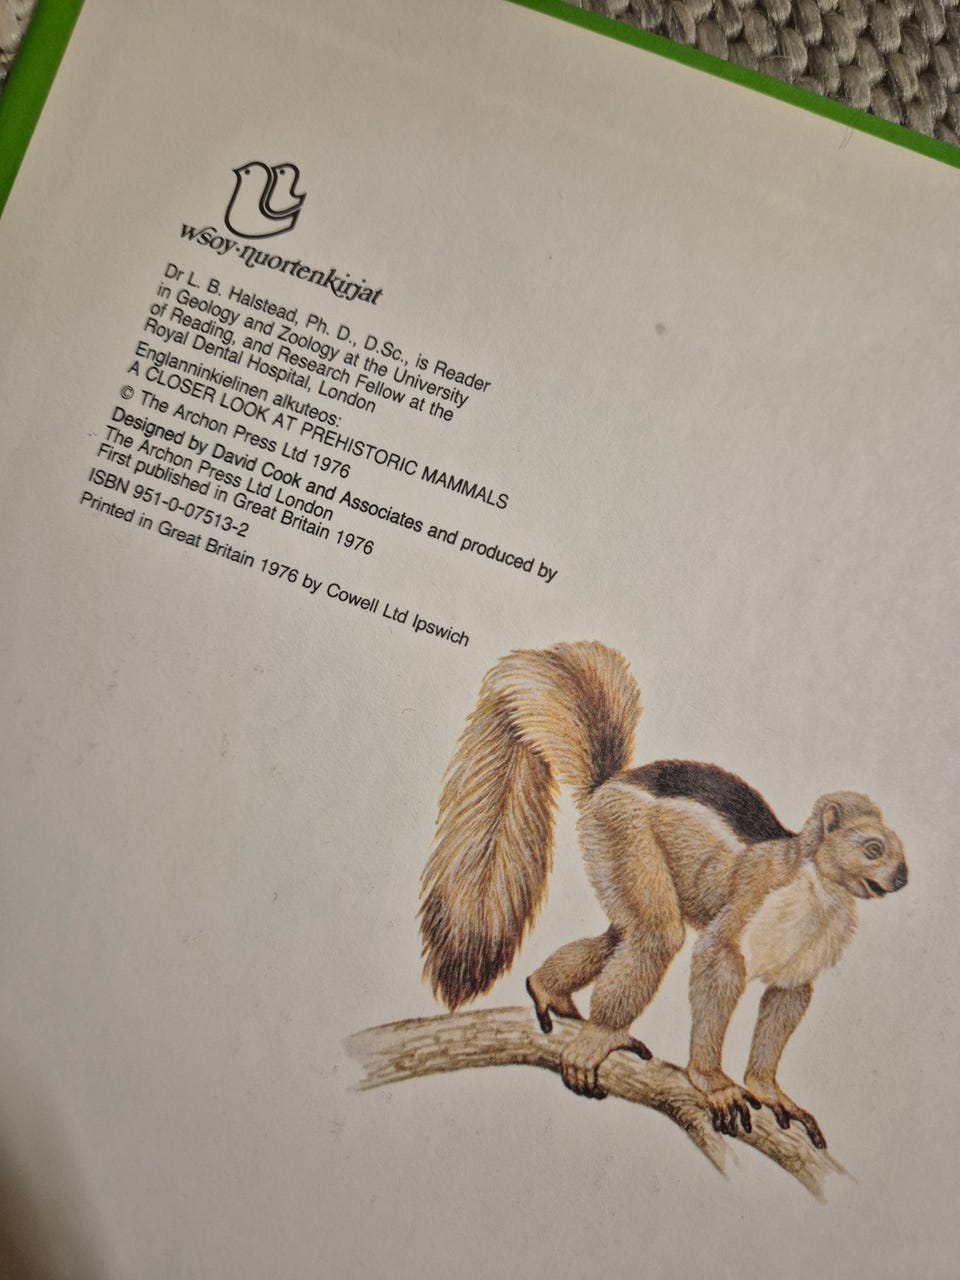 wsoy·nuortenkirjat
Dr L. B. Halstead, Ph. D., D.Sc., is Reader
in Geology and Zoology at the University
of Reading, and Research Fellow at the
Royal Dental Hospital, London
Englanninkielinen alkuteos:
A CLOSER LOOK AT PREHISTORIC MAMMALS
© The Archon Press Ltd 1976
Designed by David Cook and Associates and produced by
The Archon Press Ltd London
First published in Great Britain 1976
ISBN 951-0-07513-2
Printed in Great Britain 1976 by Cowell Ltd Ipswich